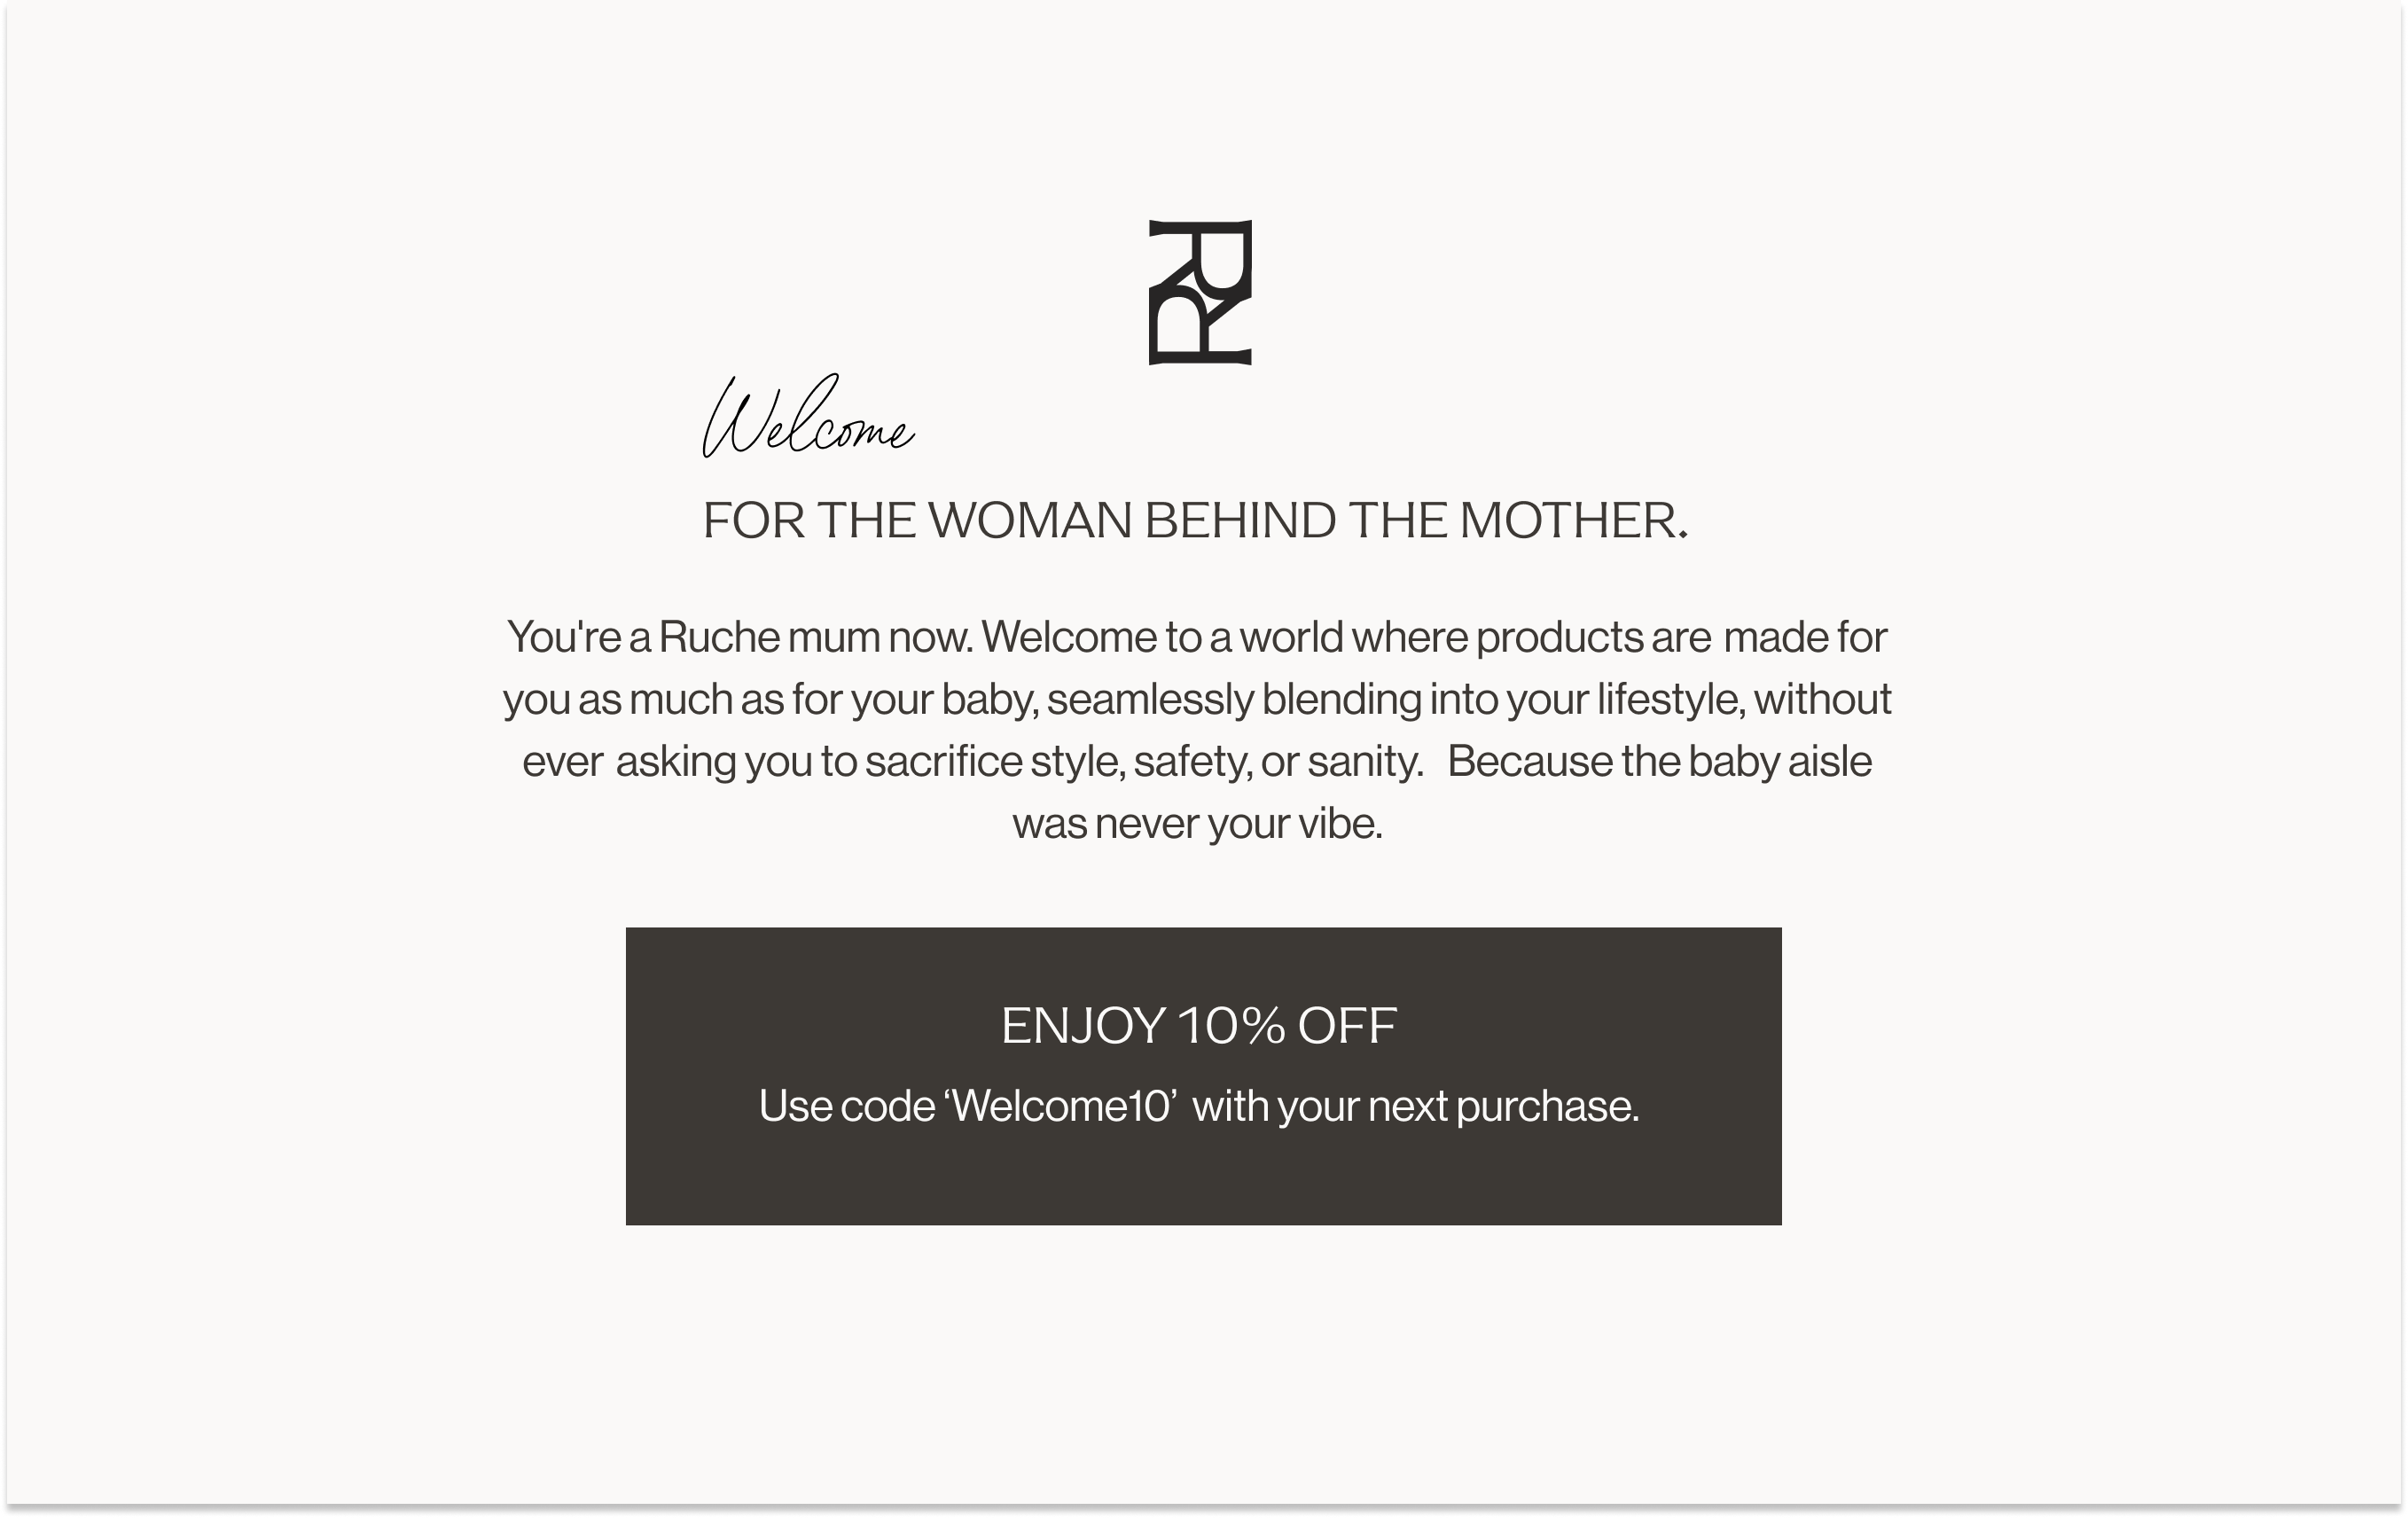 RR
Welcome
FOR THE WOMAN BEHIND THE MOTHER.
You're a Ruche mum now. Welcome to a world where products are made for
you as much as for your baby, seamlessly blending into your lifestyle, without
ever asking you to sacrifice style, safety, or sanity. Because the baby aisle
was never your vibe.
ENJOY 10% OFF
Use code ‘Welcome10’ with your next purchase.